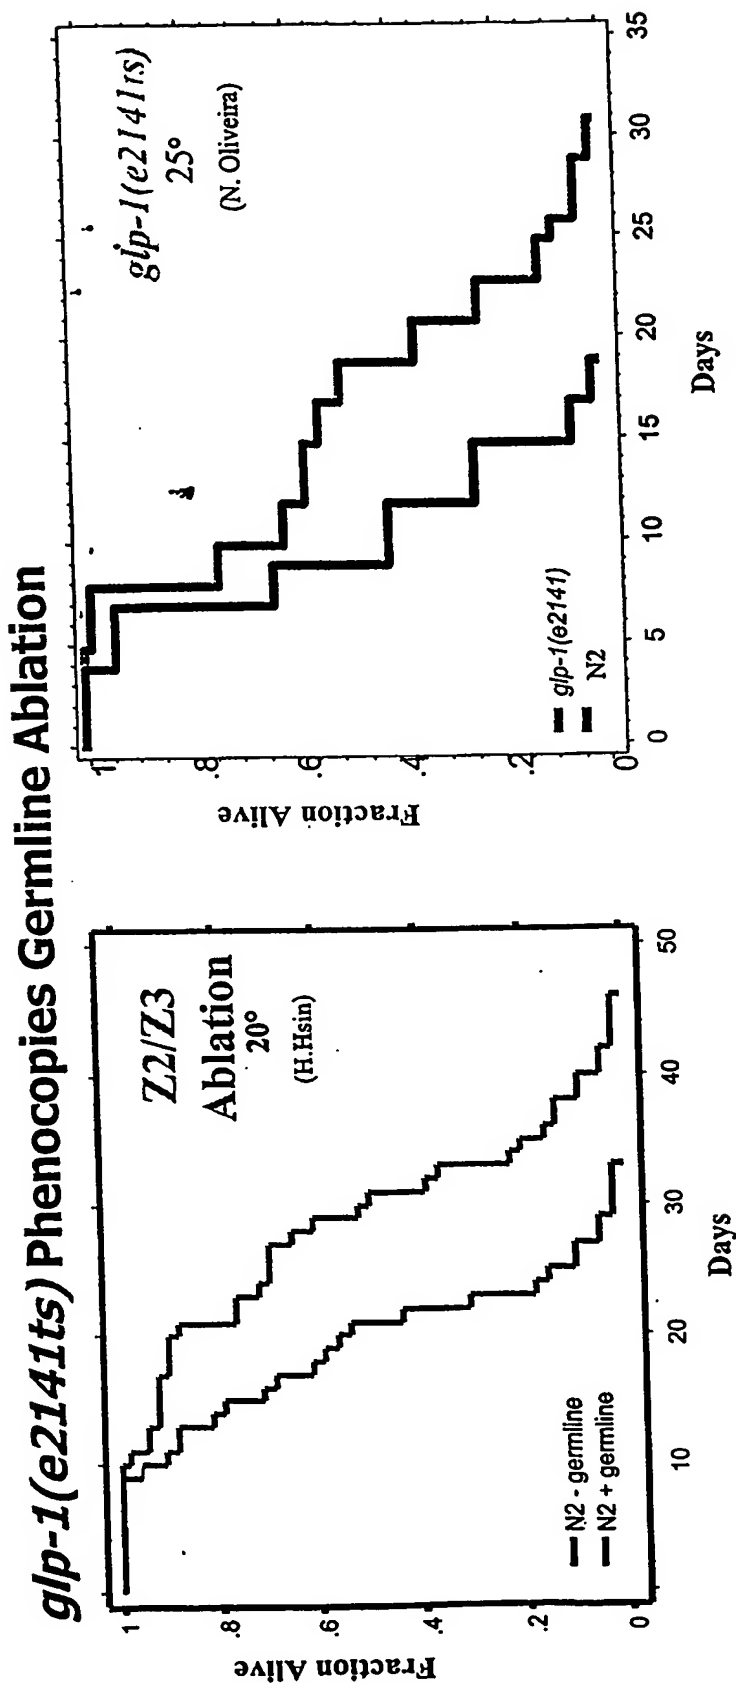 glp-1(e2141ts) Phenocopies Germline Ablation
Fraction Alive
1
.8
.6
.4
.2
0
Z2/Z3
Ablation
20°
(H.Hsin)
N2 - germline
N2 + germline
10
20
30
40
50
Days
Fraction Alive
1
.8
.6
.4
.2
0
glp-1(e2141ts)
25°
(N. Oliveira)
glp-1(e2141)
N2
0
5
10
15
20
25
30
35
Days